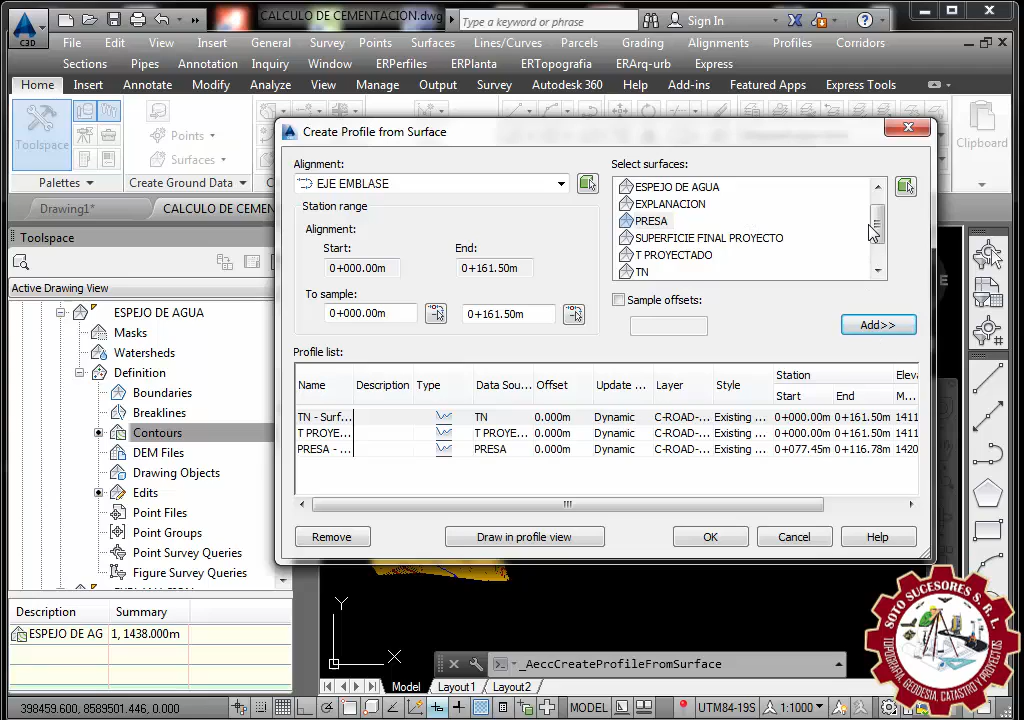 CALCULO DE CEMENTACION.dwg
Type a keyword or phrase
Sign In
C3D
File Edit View Insert General Survey Points Surfaces Lines/Curves Parcels Grading Alignments Profiles Corridors
Sections Pipes Annotation Inquiry Window ERPerfiles ERPlanta ERTopografia ERArq-urb Express
Home Insert Annotate Modify Analyze View Manage Output Survey Autodesk 360 Help Add-ins Featured Apps Express Tools
Toolspace
Points
Surfaces
Clipboard
Palettes
Create Ground Data
Drawing1*
CALCULO DE CEMEN
Toolspace
Active Drawing View
ESPEJO DE AGUA
Masks
Watersheds
Definition
Boundaries
Breaklines
Contours
DEM Files
Drawing Objects
Edits
Point Files
Point Groups
Point Survey Queries
Figure Survey Queries
Description Summary
ESPEJO DE AG 1, 1438.000m
Create Profile from Surface
Alignment:
EJE EMBLASE
Station range
Alignment:
Start: End:
0+000.00m 0+161.50m
To sample:
0+000.00m 0+161.50m
Select surfaces:
ESPEJO DE AGUA
EXPLANACION
PRESA
SUPERFICIE FINAL PROYECTO
T PROYECTADO
TN
Sample offsets:
Add>>
Profile list:
Name Description Type Data Sou... Offset Update ... Layer Style Station Eleva
Start End M...
TN - Surf... TN 0.000m Dynamic C-ROAD-... Existing ... 0+000.00m 0+161.50m 1411
T PROYE... T PROYE... 0.000m Dynamic C-ROAD-... Existing ... 0+000.00m 0+161.50m 1411
PRESA - ... PRESA 0.000m Dynamic C-ROAD-... Existing ... 0+077.45m 0+116.78m 1420
Remove Draw in profile view OK Cancel Help
Y
X
E
_AeccCreateProfileFromSurface
Model Layout1 Layout2
398459.600, 8589501.446, 0.000
MODEL
UTM84-19S
1:1000
SOTO SUCESORES S.R.L.
TOPOGRAFIA, GEODESIA, CATASTRO Y PROYECTOS